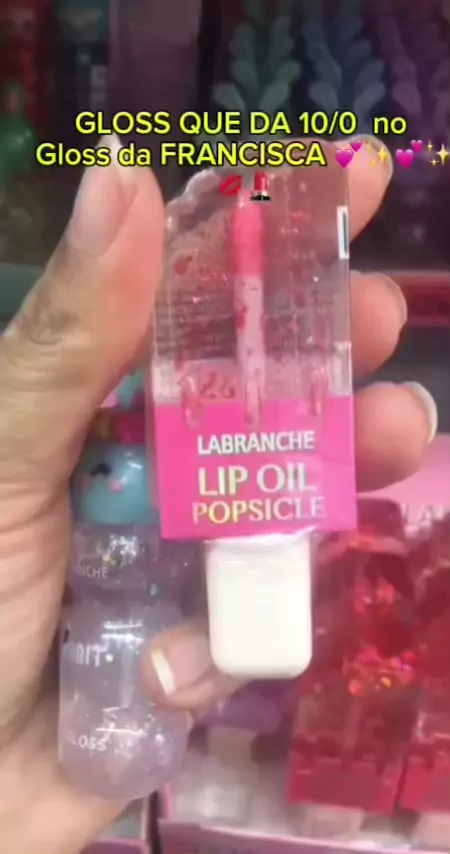 GLOSS QUE DA 10/0 no
Gloss da FRANCISCA 💕✨💕✨
💋💄
LABRANCHE
LIP OIL
POPSICLE
GLOSS